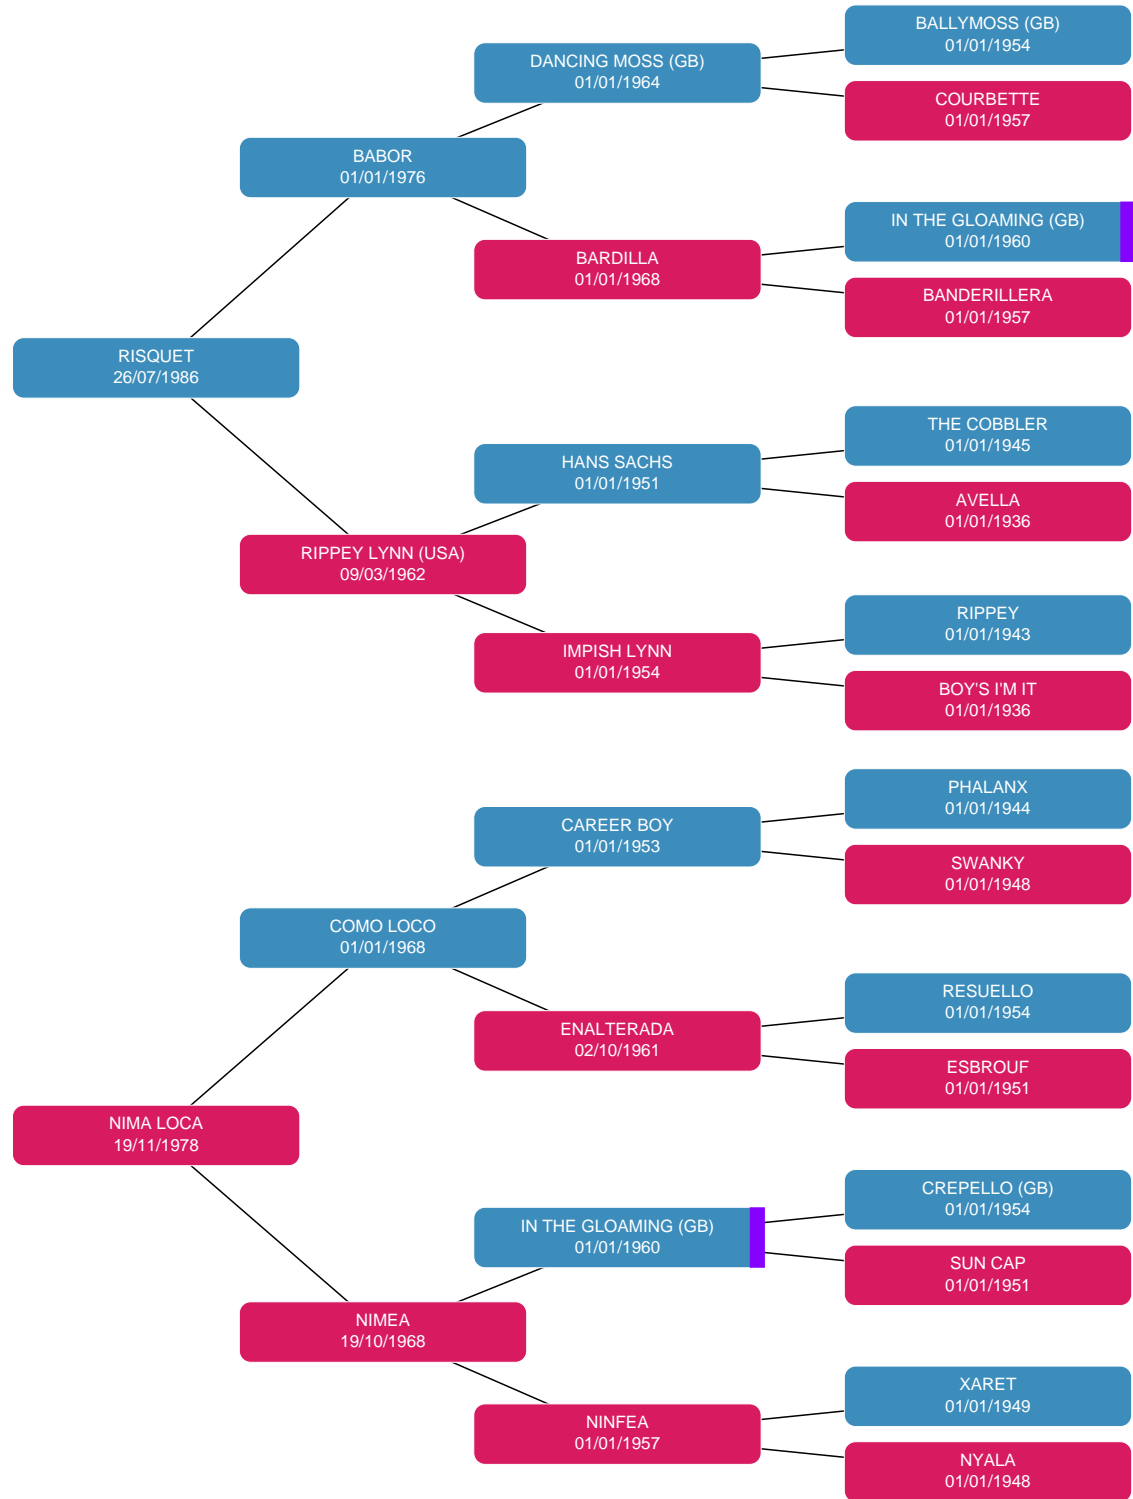 BALLYMOSS (GB)
01/01/1954
DANCING MOSS (GB)
01/01/1964
COURBETTE
01/01/1957
BABOR
01/01/1976
IN THE GLOAMING (GB)
01/01/1960
BARDILLA
01/01/1968
BANDERILLERA
01/01/1957
RISQUET
26/07/1986
THE COBBLER
01/01/1945
HANS SACHS
01/01/1951
AVELLA
01/01/1936
RIPPEY LYNN (USA)
09/03/1962
RIPPEY
01/01/1943
IMPISH LYNN
01/01/1954
BOY'S I'M IT
01/01/1936
PHALANX
01/01/1944
CAREER BOY
01/01/1953
SWANKY
01/01/1948
COMO LOCO
01/01/1968
RESUELLO
01/01/1954
ENALTERADA
02/10/1961
ESBROUF
01/01/1951
NIMA LOCA
19/11/1978
CREPELLO (GB)
01/01/1954
IN THE GLOAMING (GB)
01/01/1960
SUN CAP
01/01/1951
NIMEA
19/10/1968
XARET
01/01/1949
NINFEA
01/01/1957
NYALA
01/01/1948